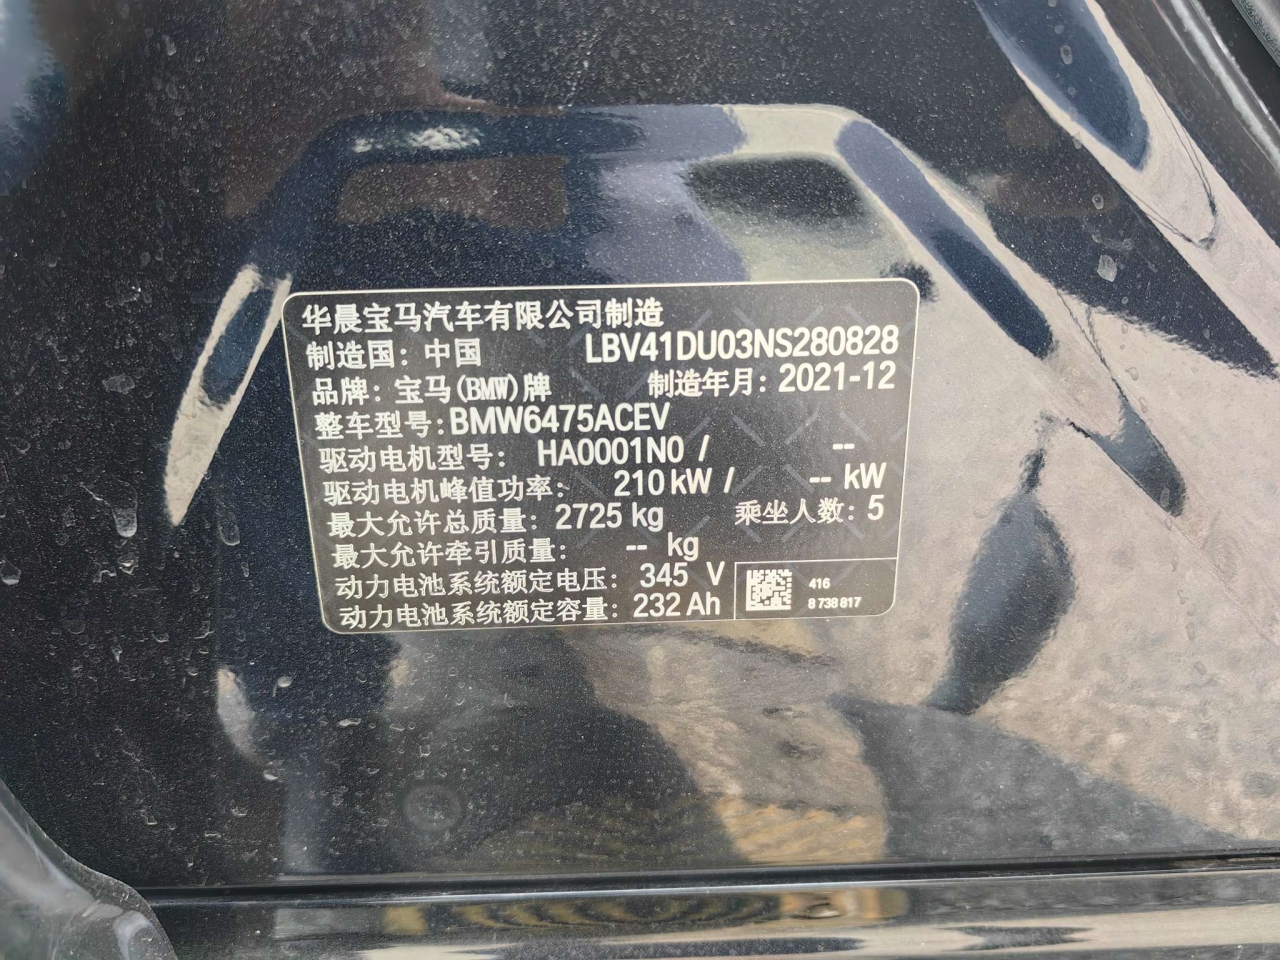 华晨宝马汽车有限公司制造
制造国：中国 LBV41DU03NS280828
品牌：宝马(BMW)牌 制造年月：2021-12
整车型号：BMW6475ACEV
驱动电机型号： HA0001N0 / --
驱动电机峰值功率： 210 kW / -- kW
最大允许总质量： 2725 kg 乘坐人数：5
最大允许牵引质量： -- kg
动力电池系统额定电压： 345 V
动力电池系统额定容量： 232 Ah
416
8 738 817